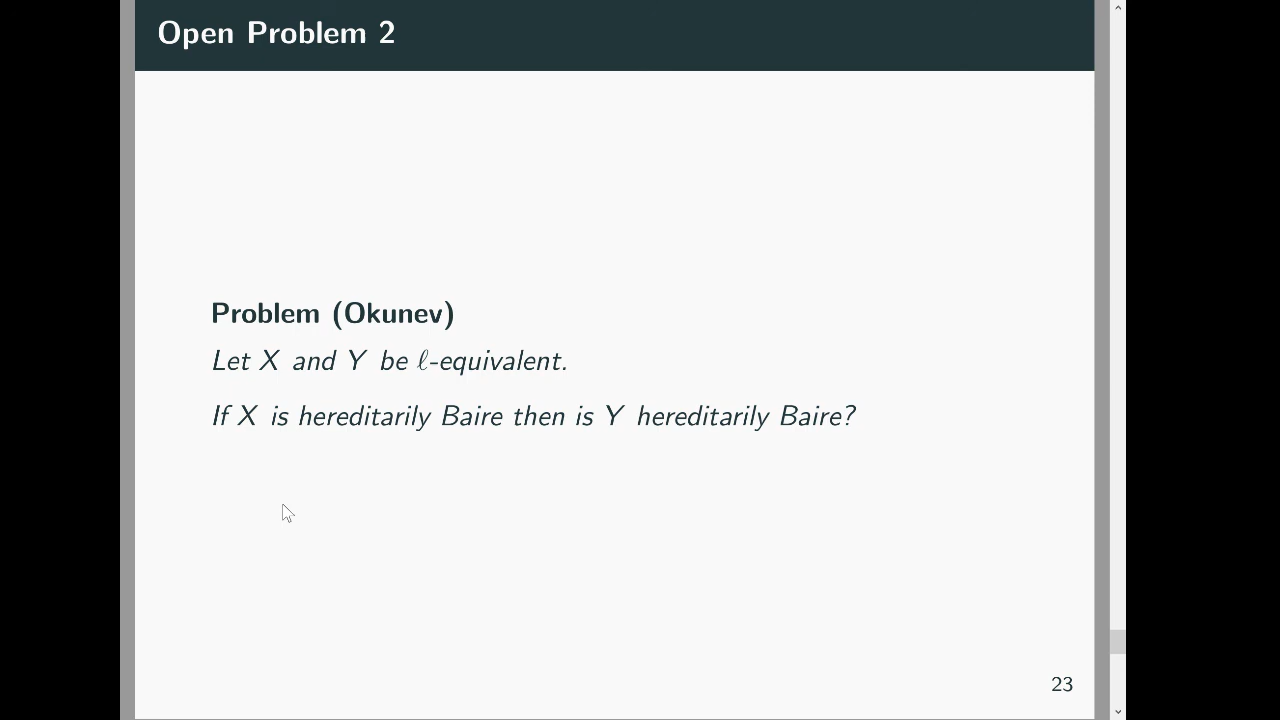 Open Problem 2
Problem (Okunev)
Let X and Y be ℓ-equivalent.
If X is hereditarily Baire then is Y hereditarily Baire?
23